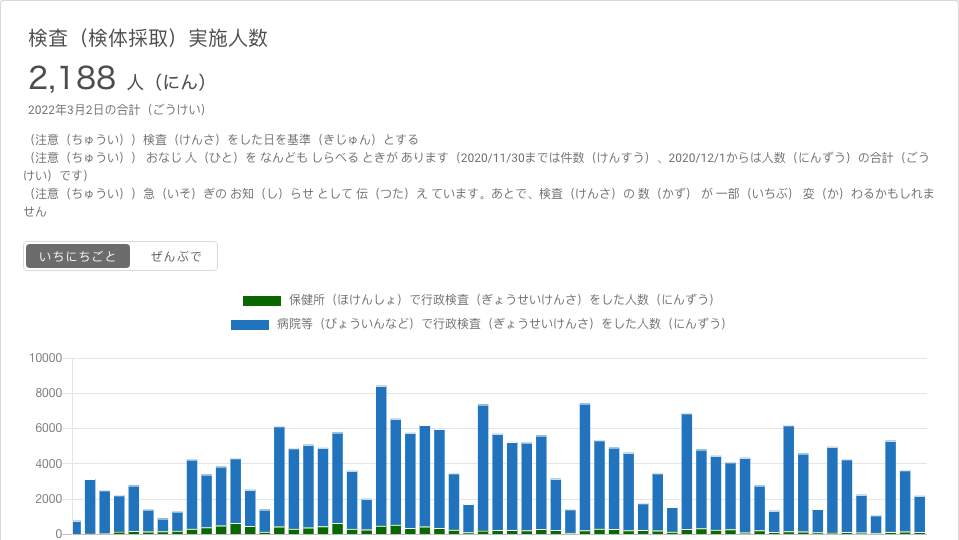 検査（検体採取）実施人数
2,188 人（にん）
2022年3月2日の合計（ごうけい）
（注意（ちゅうい））検査（けんさ）をした日を基準（きじゅん）とする
（注意（ちゅうい）） おなじ 人（ひと）を なんども しらべる ときが あります（2020/11/30までは件数（けんすう）、2020/12/1からは人数（にんずう）の合計（ごう
けい）です）
（注意（ちゅうい））急（いそ）ぎの お知（し）らせ として 伝（つた）え ています。あとで、検査（けんさ）の 数（かず） が 一部（いちぶ） 変（か）わるかもしれま
せん
いちにちごと ぜんぶで
保健所（ほけんしょ）で行政検査（ぎょうせいけんさ）をした人数（にんずう）
病院等（びょういんなど）で行政検査（ぎょうせいけんさ）をした人数（にんずう）
10000
8000
6000
4000
2000
0